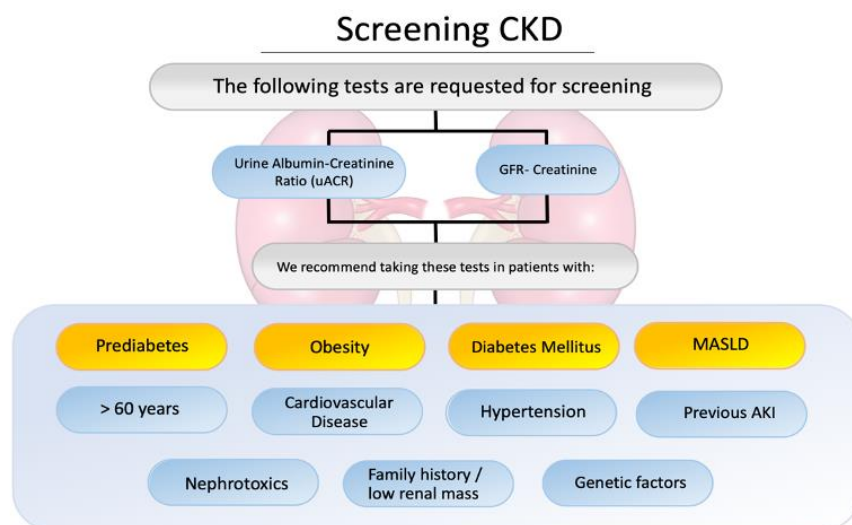 Screening CKD
The following tests are requested for screening
Urine Albumin-Creatinine
Ratio (uACR)
GFR- Creatinine
We recommend taking these tests in patients with:
Prediabetes
Obesity
Diabetes Mellitus
MASLD
> 60 years
Cardiovascular
Disease
Hypertension
Previous AKI
Nephrotoxics
Family history /
low renal mass
Genetic factors